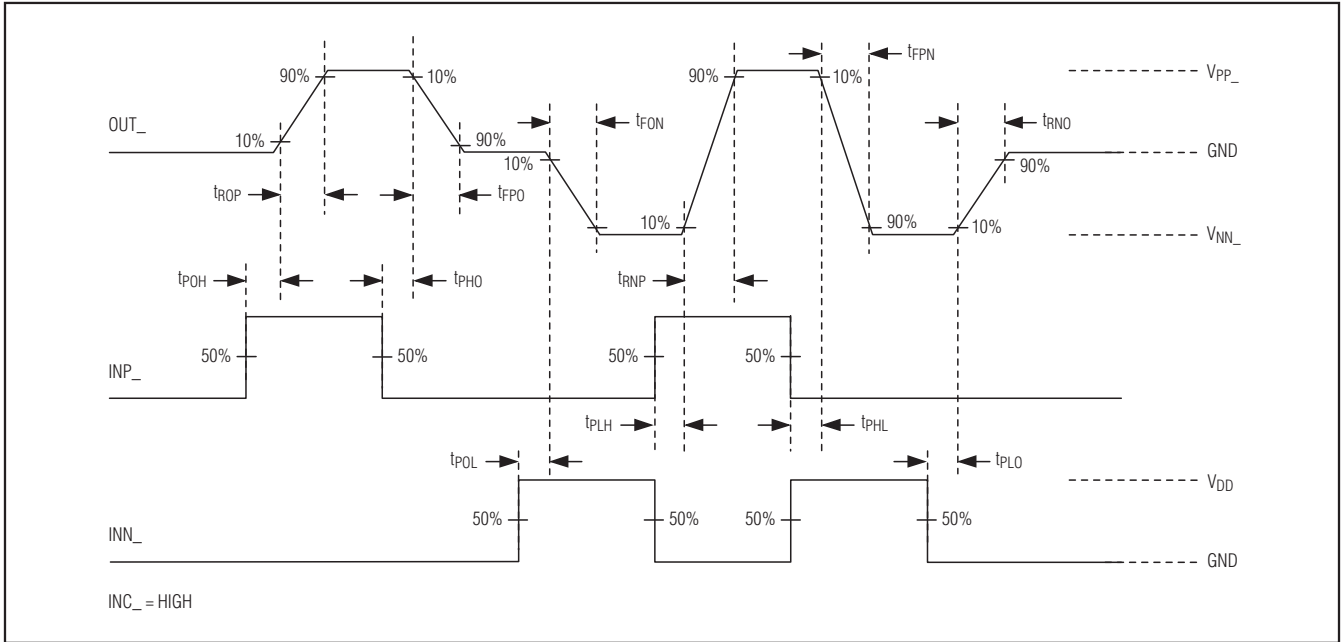 tFPN
90%
10%
90%
10%
VPP_
OUT_
tFON
tRNO
10%
90%
10%
GND
90%
tROP
tFPO
10%
90%
10%
VNN_
tPOH
tPHO
tRNP
50%
50%
50%
50%
INP_
tPLH
tPHL
tPOL
tPLO
VDD
50%
50%
50%
50%
INN_
GND
INC_ = HIGH